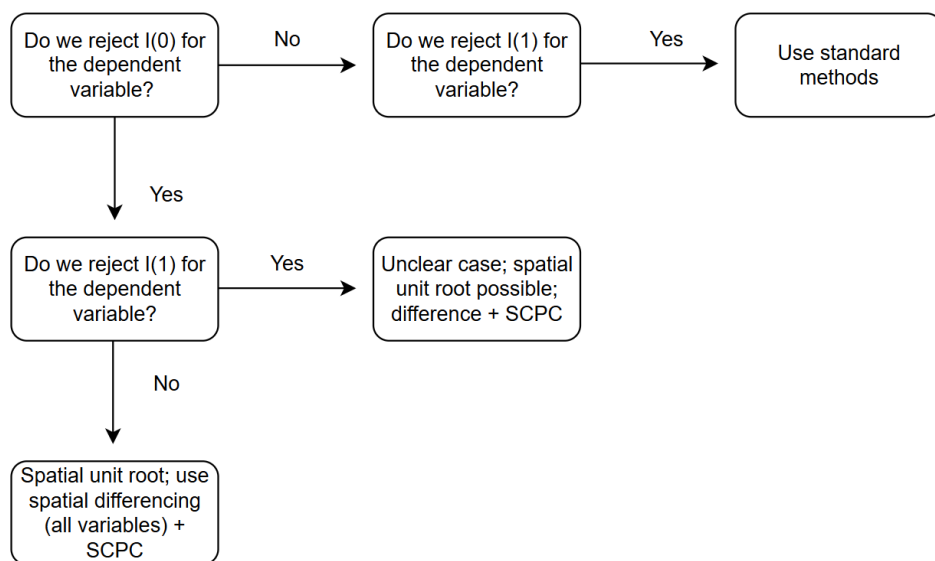 Do we reject I(0) for
the dependent
variable?
No
Do we reject I(1) for
the dependent
variable?
Yes
Use standard
methods
Yes
Do we reject I(1) for
the dependent
variable?
Yes
Unclear case; spatial
unit root possible;
difference + SCPC
No
Spatial unit root; use
spatial differencing
(all variables) +
SCPC